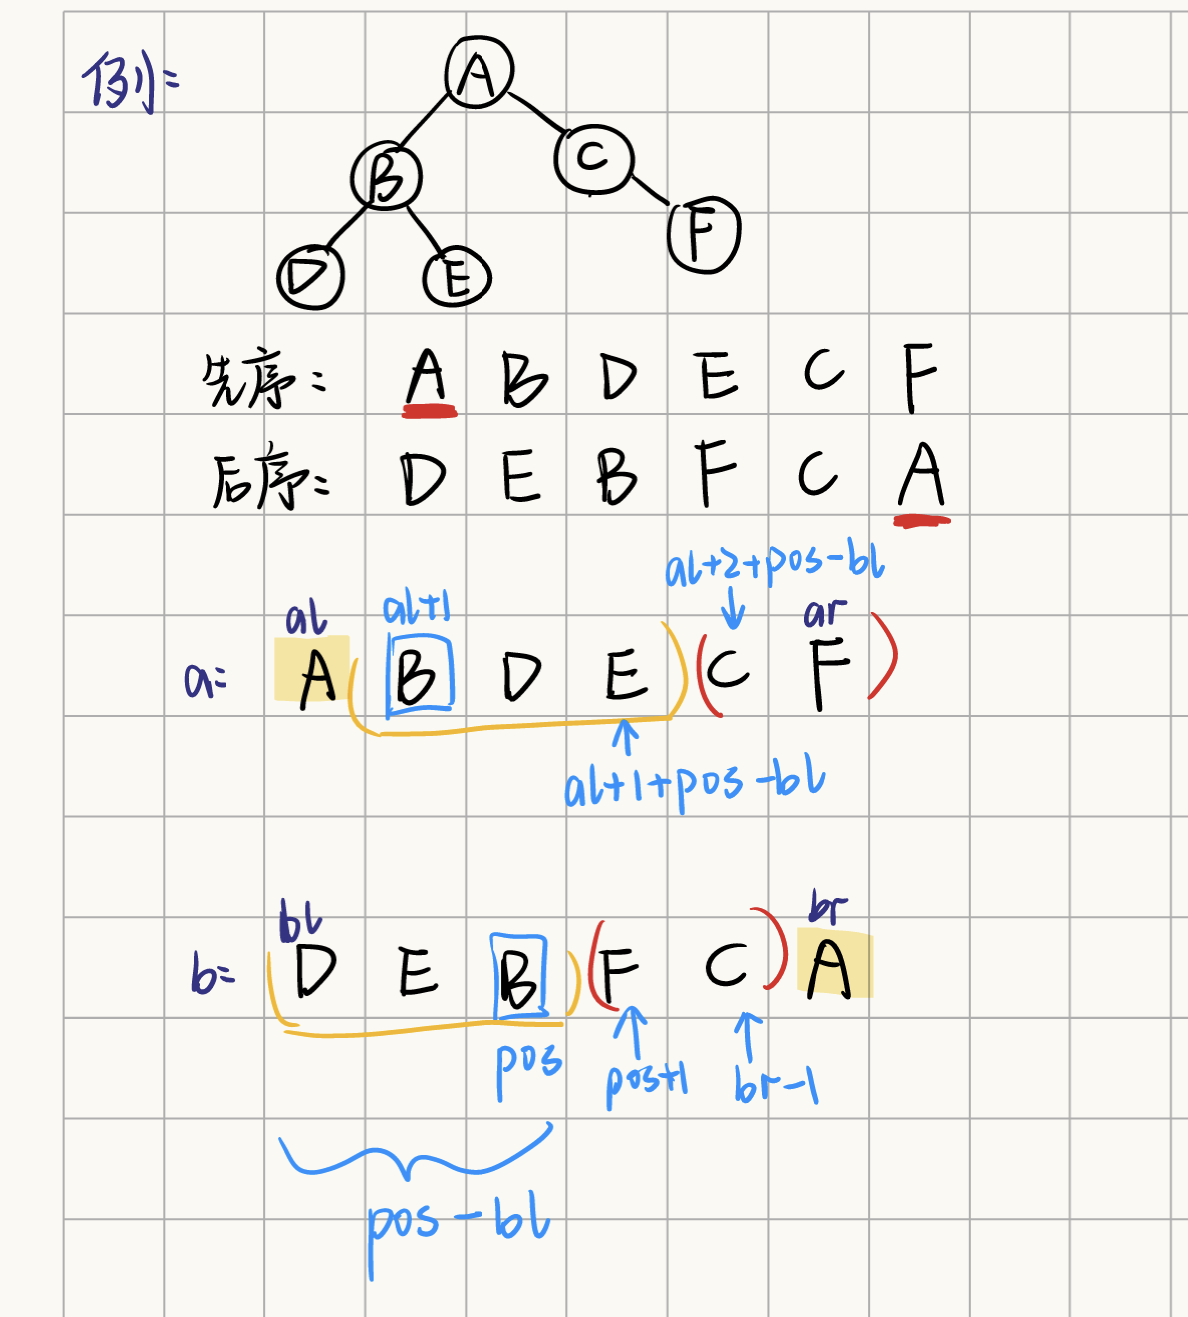 例:
A
B C
D E F
先序: A B D E C F
后序: D E B F C A
al+2+pos-bl
al al+1 ar
a: A ( B D E ) ( C F )
al+1+pos-bl
bl br
b: ( D E B ) ( F C ) A
pos pos+1 br-1
pos-bl